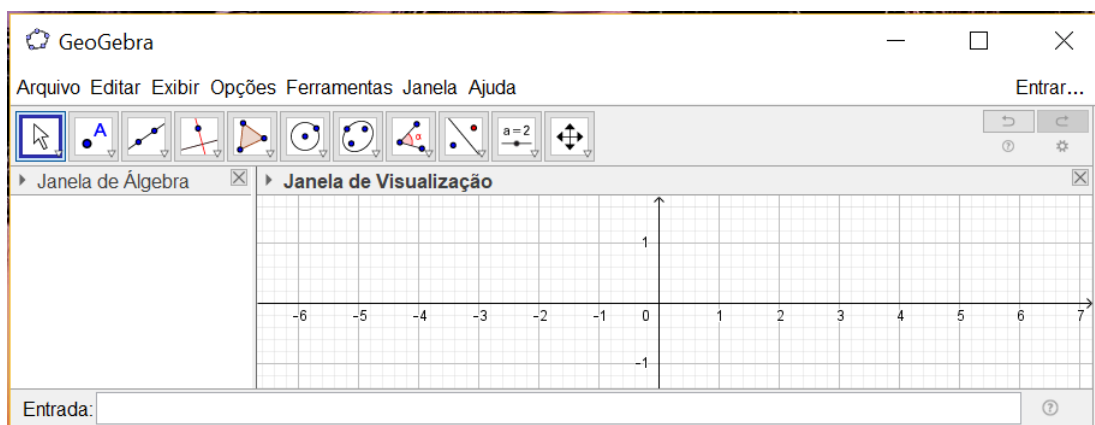 GeoGebra
Arquivo Editar Exibir Opções Ferramentas Janela Ajuda Entrar...
A α a=2
Janela de Álgebra Janela de Visualização
1
-6 -5 -4 -3 -2 -1 0 1 2 3 4 5 6 7
-1
Entrada: